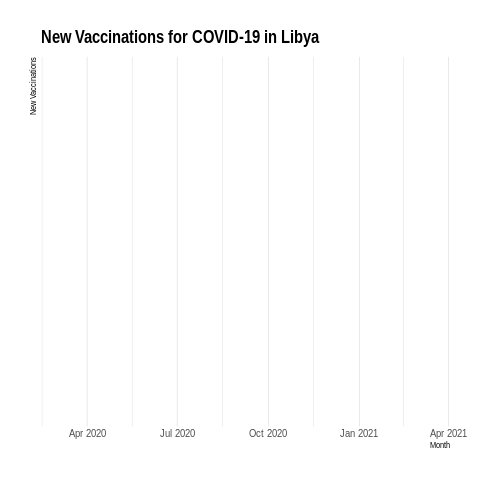 New Vaccinations for COVID-19 in Libya
New Vaccinations
Apr 2020 Jul 2020 Oct 2020 Jan 2021 Apr 2021
Month